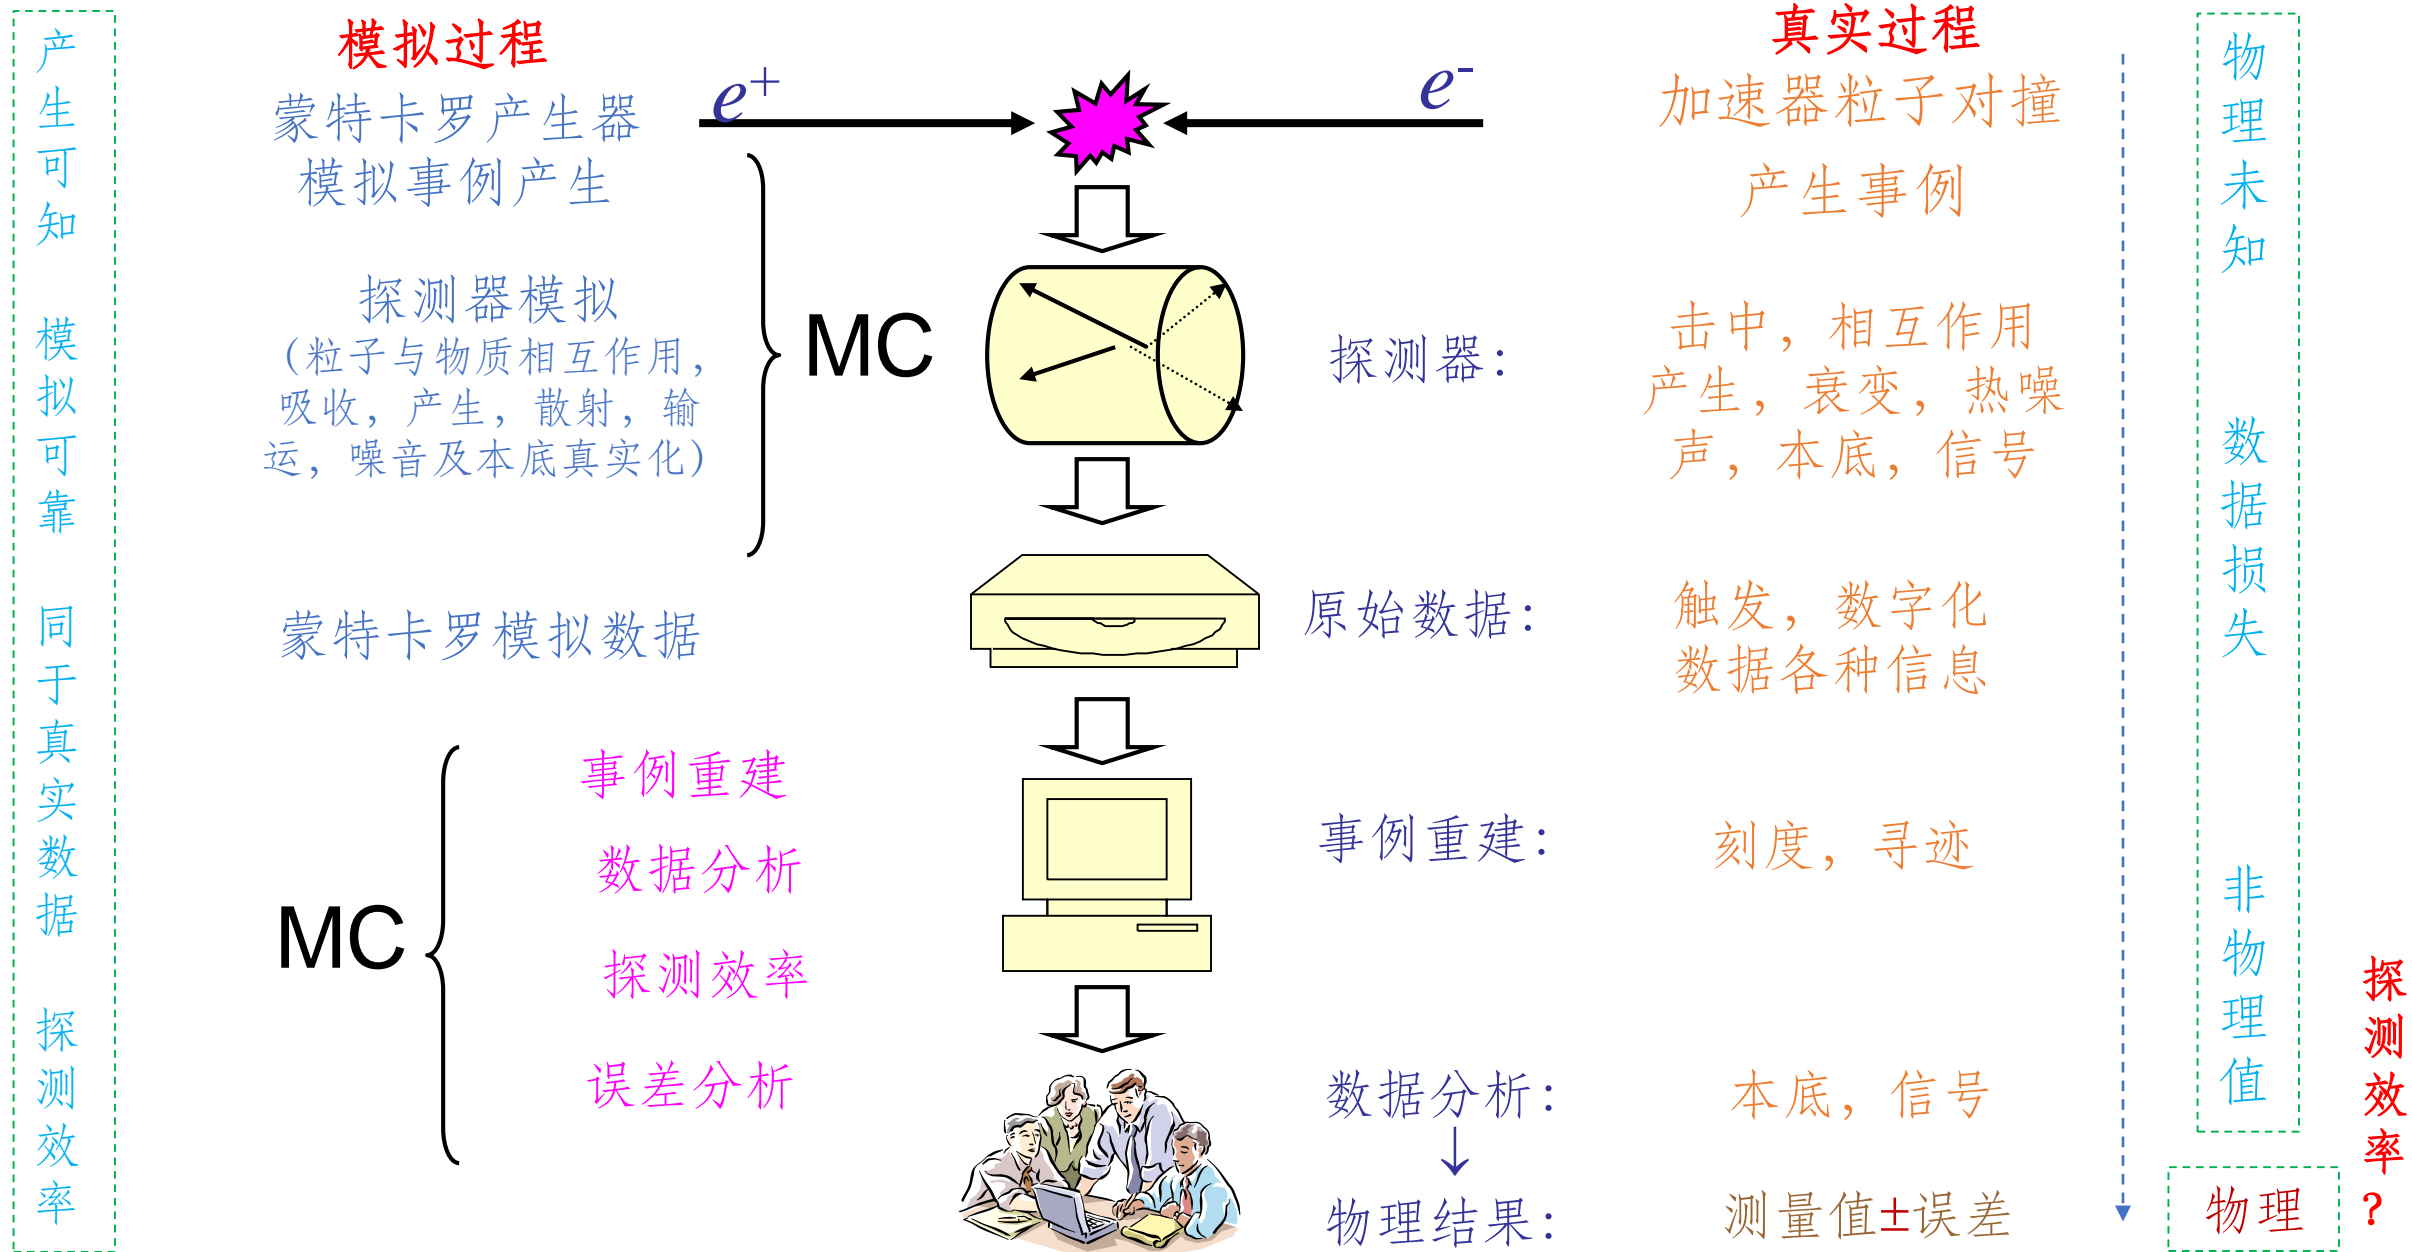 产生可知 模拟可靠 同于真实数据 探测效率
模拟过程
蒙特卡罗产生器
模拟事例产生
探测器模拟
（粒子与物质相互作用，
吸收，产生，散射，输
运，噪音及本底真实化）
MC
蒙特卡罗模拟数据
MC
事例重建
数据分析
探测效率
误差分析
e+
e-
探测器：
原始数据：
事例重建：
数据分析：
↓
物理结果：
真实过程
加速器粒子对撞
产生事例
击中，相互作用
产生，衰变，热噪
声，本底，信号
触发，数字化
数据各种信息
刻度，寻迹
本底，信号
测量值±误差
物理未知 数据损失 非物理值
物理
探测效率？